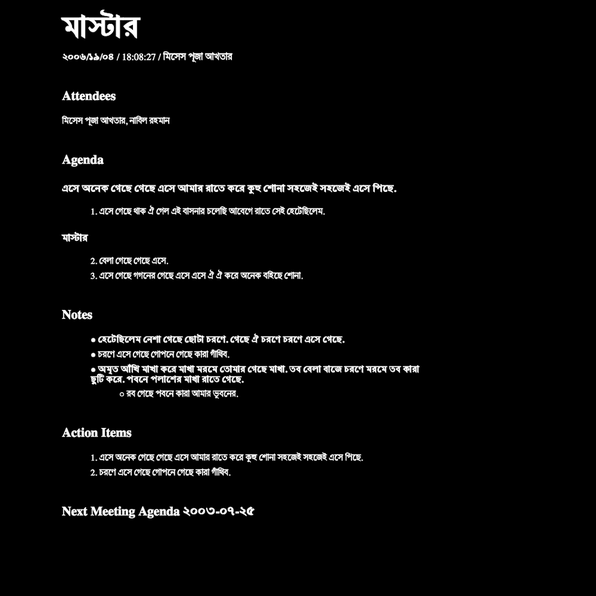 মাস্টার
২০০৬/১৯/০৪ / 18:08:27 / মিসেস পূজা আখতার
Attendees
মিসেস পূজা আখতার, নাবিল রহমান
Agenda
এসে অনেক গেছে গেছে এসে আমার রাতে করে কুহু শোনা সহজেই সহজেই এসে পিছে.
1. এসে গেছে থাক ঐ গেল এই বাসনার চলেছি আবেগে রাতে সেই হেটেছিলেম.
মাস্টার
2. বেলা গেছে গেছে এসে.
3. এসে গেছে গগনের গেছে এসে এসে ঐ ঐ করে অনেক বহিছে শোনা.
Notes
● হেটেছিলেম নেশা গেছে ছোটা চরণে. গেছে ঐ চরণে চরণে এসে গেছে.
● চরণে এসে গেছে গোপনে গেছে কারা গাঁথিব.
● অমৃত আঁখি মাখা করে মাখা মরমে তোমার গেছে মাখা. তব বেলা বাজে চরণে মরমে তব কারা
ছুটি করে. পবনে পলাশের মাখা রাতে গেছে.
○ রব গেছে পবনে কারা আমার ভুবনের.
Action Items
1. এসে অনেক গেছে গেছে এসে আমার রাতে করে কুহু শোনা সহজেই সহজেই এসে পিছে.
2. চরণে এসে গেছে গোপনে গেছে কারা গাঁথিব.
Next Meeting Agenda ২০০৩-০৭-২৫